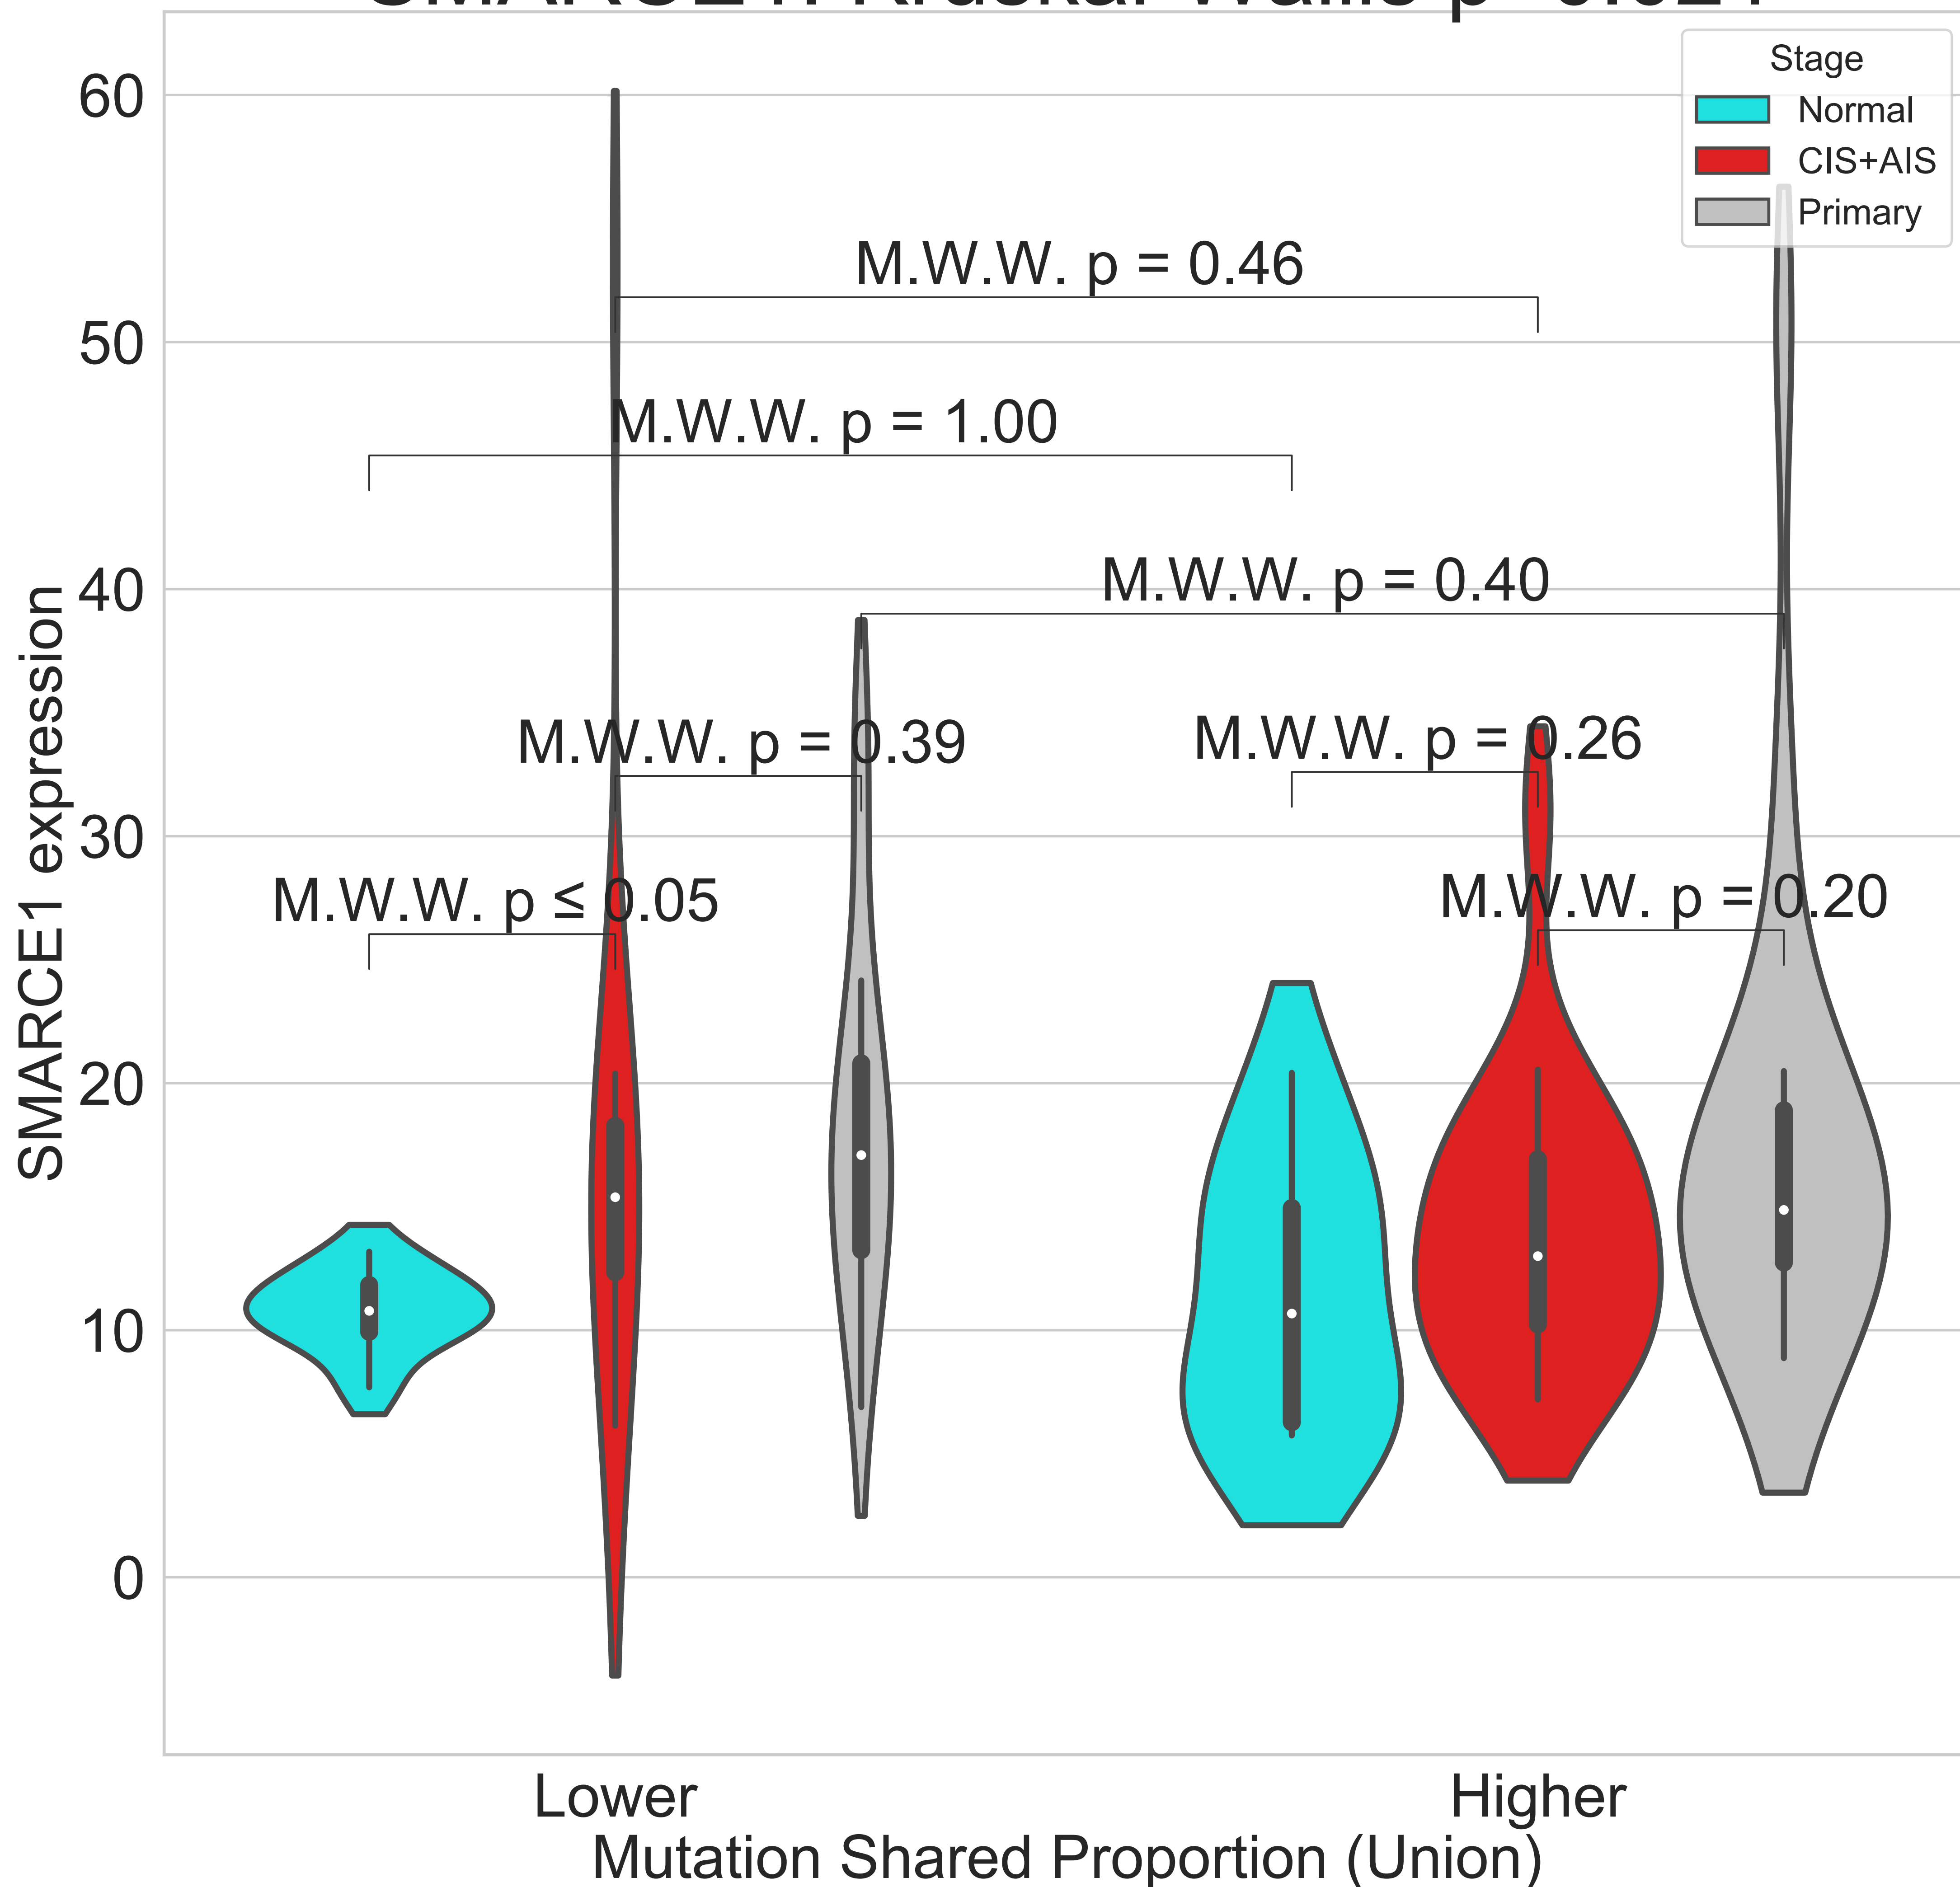 Stage
Normal
CIS+AIS
Primary
60
50
40
30
20
10
0
SMARCE1 expression
M.W.W. p = 0.46
M.W.W. p = 1.00
M.W.W. p = 0.40
M.W.W. p = 0.39
M.W.W. p = 0.26
M.W.W. p ≤ 0.05
M.W.W. p = 0.20
Lower
Higher
Mutation Shared Proportion (Union)